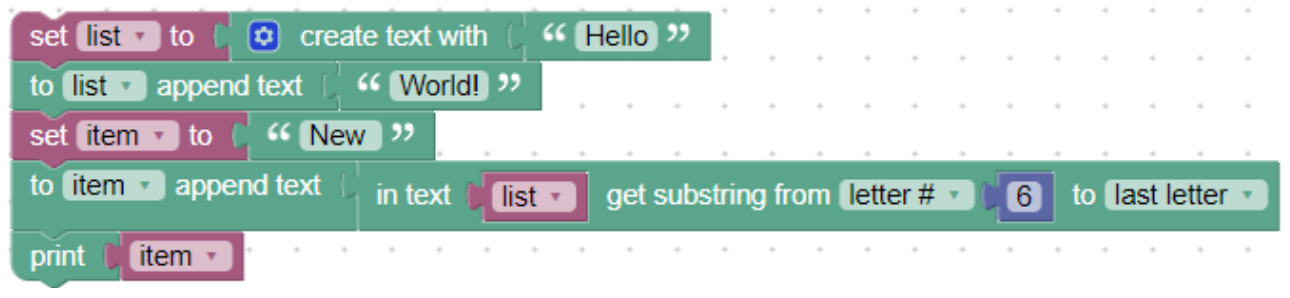 set list to create text with “ Hello ”
to list append text “ World! ”
set item to “ New ”
to item append text in text list get substring from letter # 6 to last letter
print item